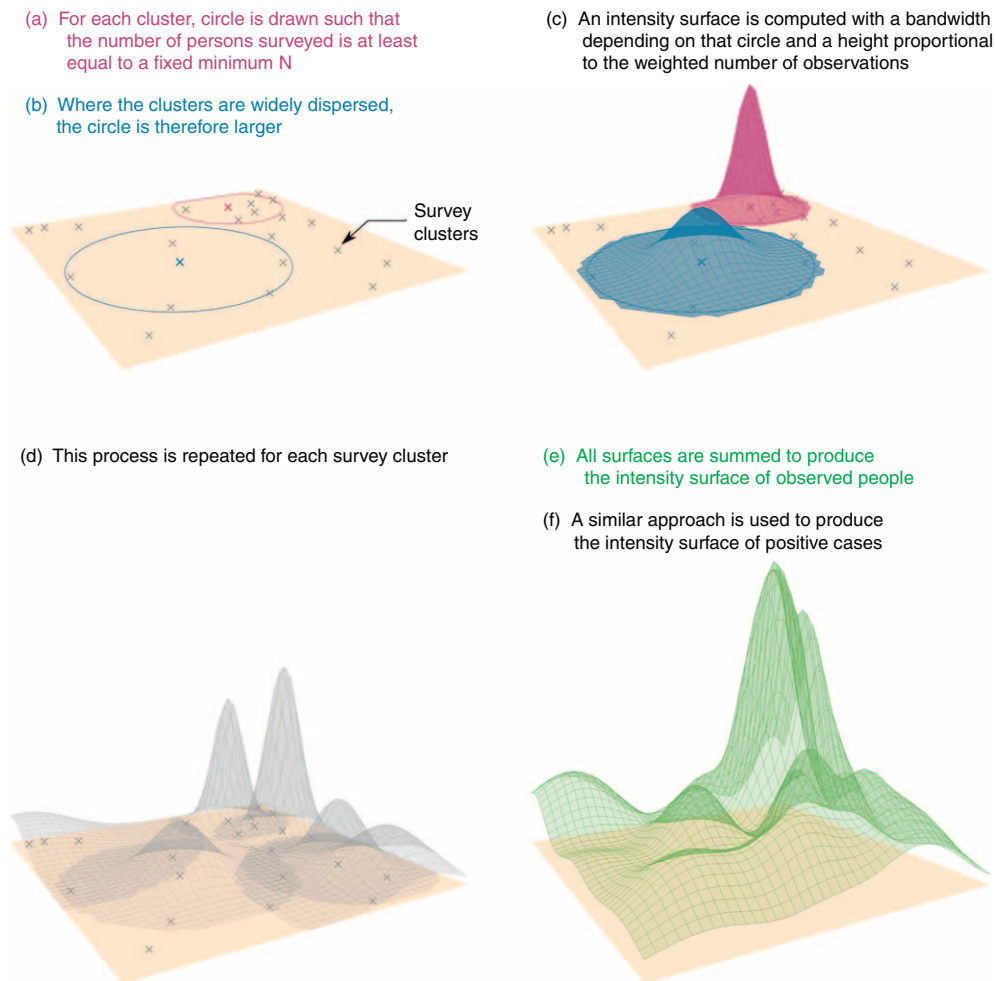 (a) For each cluster, circle is drawn such that
the number of persons surveyed is at least
equal to a fixed minimum N
(b) Where the clusters are widely dispersed,
the circle is therefore larger
Survey
clusters
(c) An intensity surface is computed with a bandwidth
depending on that circle and a height proportional
to the weighted number of observations
(d) This process is repeated for each survey cluster
(e) All surfaces are summed to produce
the intensity surface of observed people
(f) A similar approach is used to produce
the intensity surface of positive cases